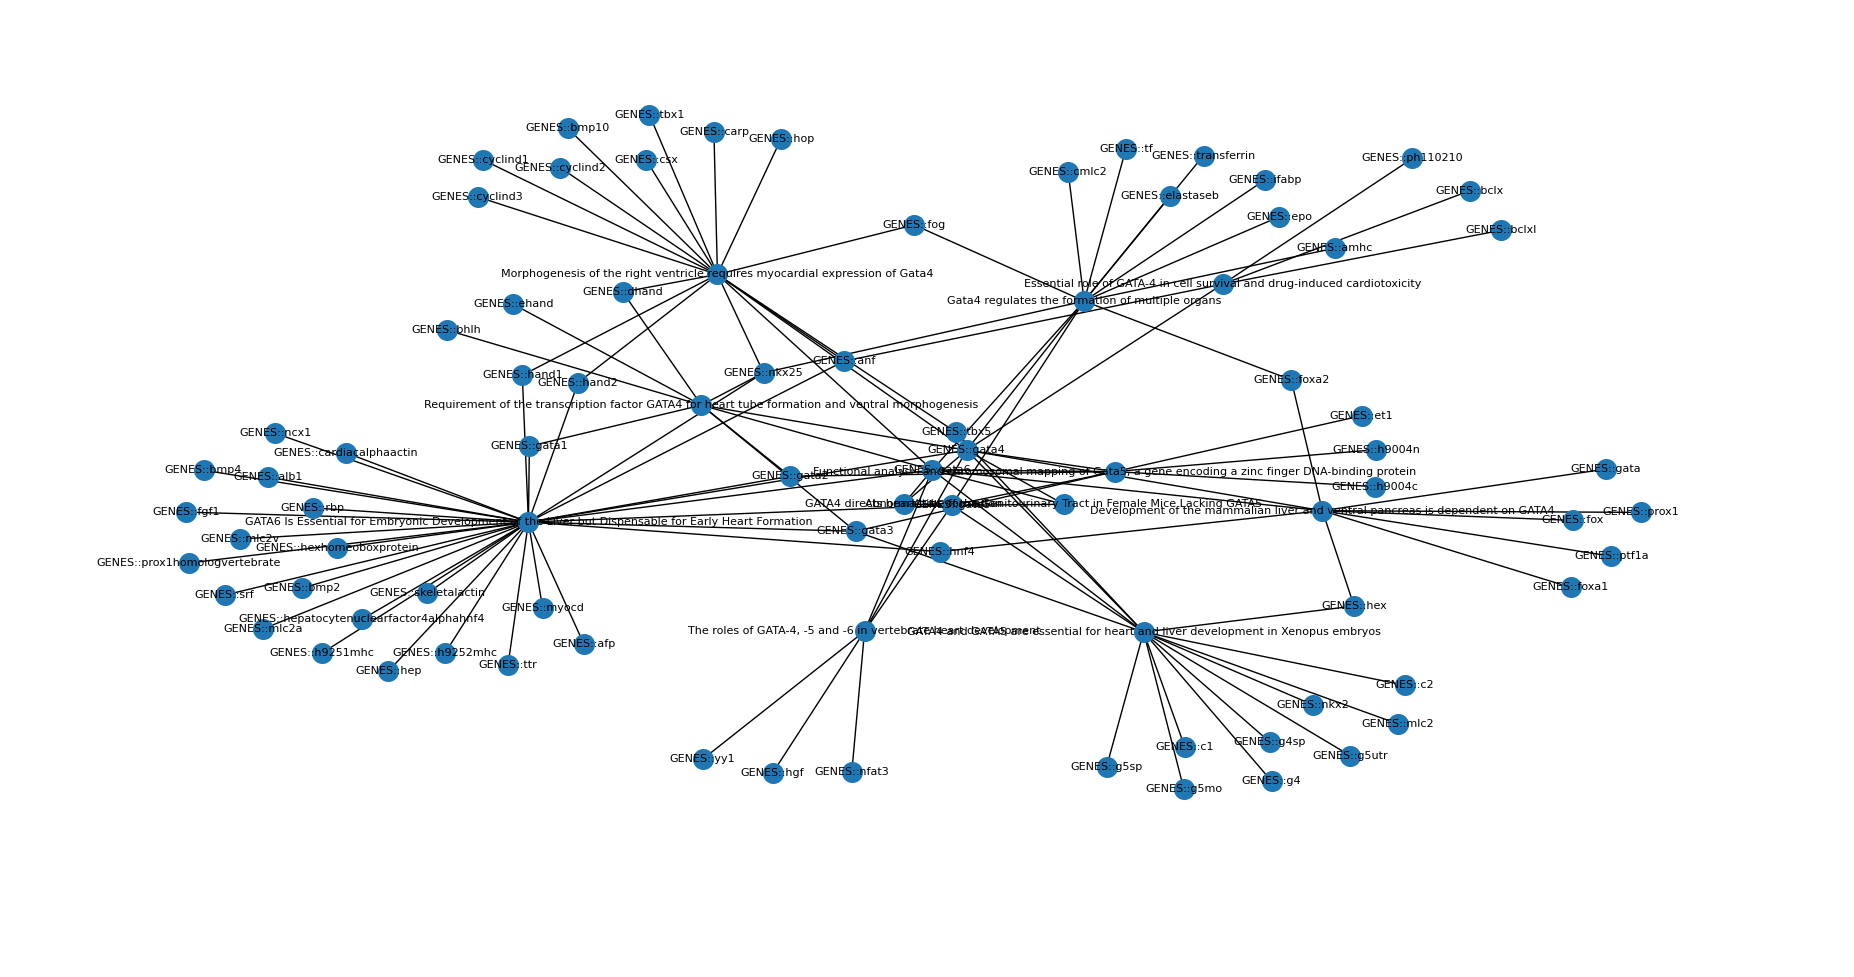 GENES::tbx1
GENES::bmp10
GENES::carp
GENES::hop
GENES::tf
GENES::transferrin
GENES::ph110210
GENES::cyclind1
GENES::csx
GENES::cyclind2
GENES::cmlc2
GENES::ifabp
GENES::bclx
GENES::cyclind3
GENES::elastaseb
GENES::epo
GENES::fog
GENES::bclxl
GENES::amhc
Morphogenesis of the right ventricle requires myocardial expression of Gata4
Essential role of GATA-4 in cell survival and drug-induced cardiotoxicity
GENES::dhand
Gata4 regulates the formation of multiple organs
GENES::ehand
GENES::bhlh
GENES::anf
GENES::nkx25
GENES::hand1
GENES::hand2
GENES::foxa2
Requirement of the transcription factor GATA4 for heart tube formation and ventral morphogenesis
GENES::et1
GENES::ncx1
GENES::tbx5
GENES::gata1
GENES::cardiacalphaactin
GENES::gata4
GENES::h9004n
GENES::bmp4
GENES::alb1
GENES::gata2
Functional analysis and chromosomal mapping of Gata5, a gene encoding a zinc finger DNA-binding protein
GENES::gata
GENES::h9004c
GENES::rbp
GENES::fgf1
GATA4 directs
Genitourinary Tract in Female Mice Lacking GATA5
Development of the mammalian liver and ventral pancreas is dependent on GATA4
GENES::prox1
GATA6 Is Essential for Embryonic Development of the Liver but Dispensable for Early Heart Formation
GENES::fox
GENES::gata3
GENES::mlc2v
GENES::hexhomeoboxprotein
GENES::hnf4
GENES::ptf1a
GENES::prox1homologvertebrate
GENES::bmp2
GENES::foxa1
GENES::srf
GENES::skeletalactin
GENES::myocd
GENES::hex
GENES::hepatocytenuclearfactor4alphahnf4
GENES::mlc2a
The roles of GATA-4, -5 and -6 in vertebrate heart development
GATA4 and GATA5 are essential for heart and liver development in Xenopus embryos
GENES::afp
GENES::h9251mhc
GENES::h9252mhc
GENES::ttr
GENES::hep
GENES::c2
GENES::nkx2
GENES::mlc2
GENES::g4sp
GENES::c1
GENES::g5utr
GENES::yy1
GENES::hgf
GENES::nfat3
GENES::g5sp
GENES::g4
GENES::g5mo